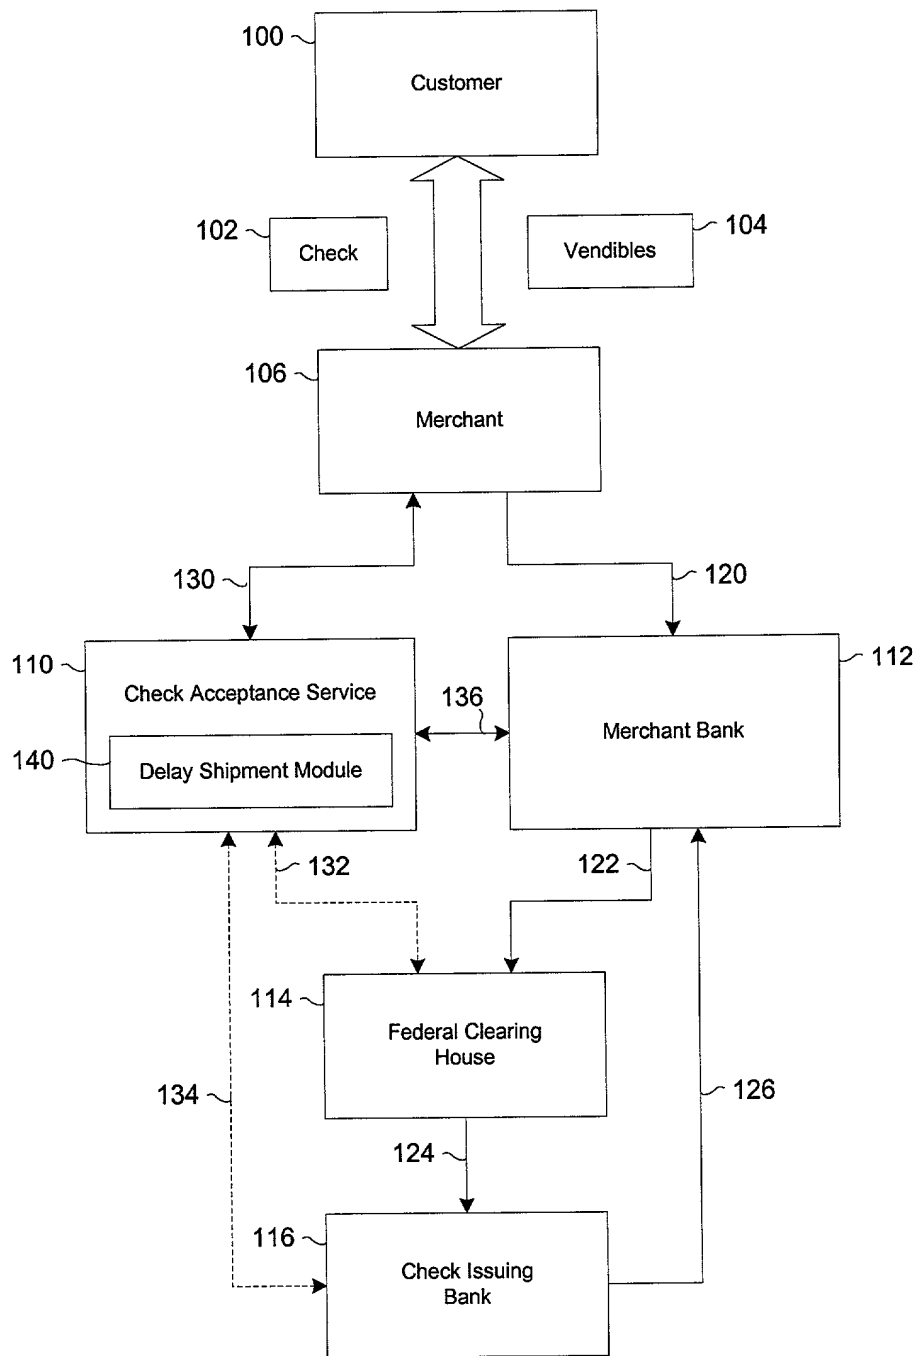 100
Customer
102
Check
Vendibles
104
106
Merchant
130
120
110
Check Acceptance Service
136
112
Merchant Bank
140
Delay Shipment Module
132
122
114
Federal Clearing
House
134
126
124
116
Check Issuing
Bank